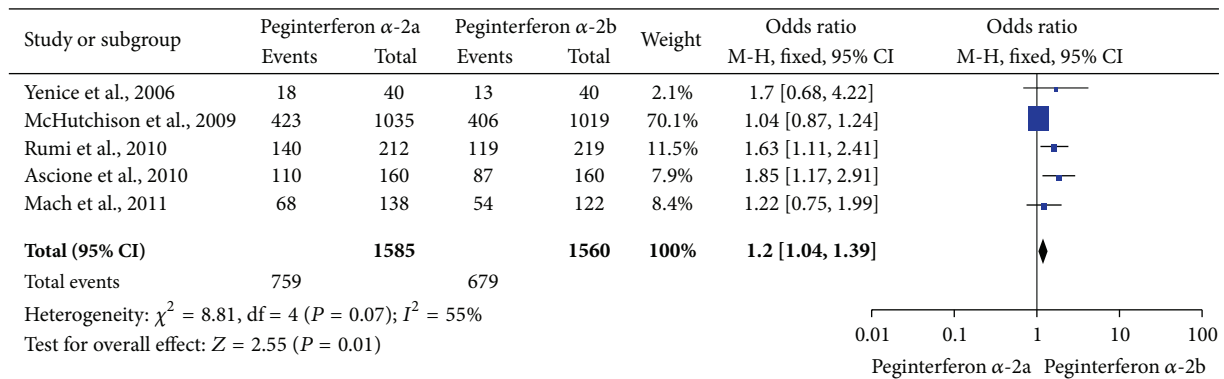 Study or subgroup Peginterferon α-2a Peginterferon α-2b Weight Odds ratio Odds ratio
Events Total Events Total M-H, fixed, 95% CI M-H, fixed, 95% CI
Yenice et al., 2006 18 40 13 40 2.1% 1.7 [0.68, 4.22]
McHutchison et al., 2009 423 1035 406 1019 70.1% 1.04 [0.87, 1.24]
Rumi et al., 2010 140 212 119 219 11.5% 1.63 [1.11, 2.41]
Ascione et al., 2010 110 160 87 160 7.9% 1.85 [1.17, 2.91]
Mach et al., 2011 68 138 54 122 8.4% 1.22 [0.75, 1.99]
Total (95% CI) 1585 1560 100% 1.2 [1.04, 1.39]
Total events 759 679
Heterogeneity: χ² = 8.81, df = 4 (P = 0.07); I² = 55%
Test for overall effect: Z = 2.55 (P = 0.01)
0.01 0.1 1 10 100
Peginterferon α-2a Peginterferon α-2b